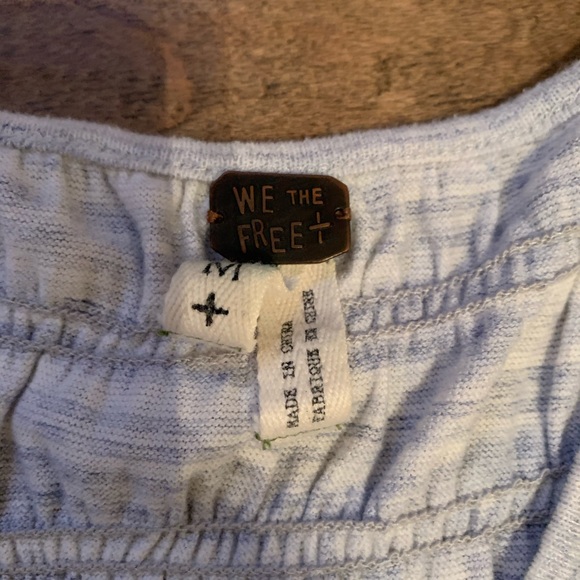 WE THE
FREE
M
+
MADE IN CHINA
FABRIQUE EN CHINE